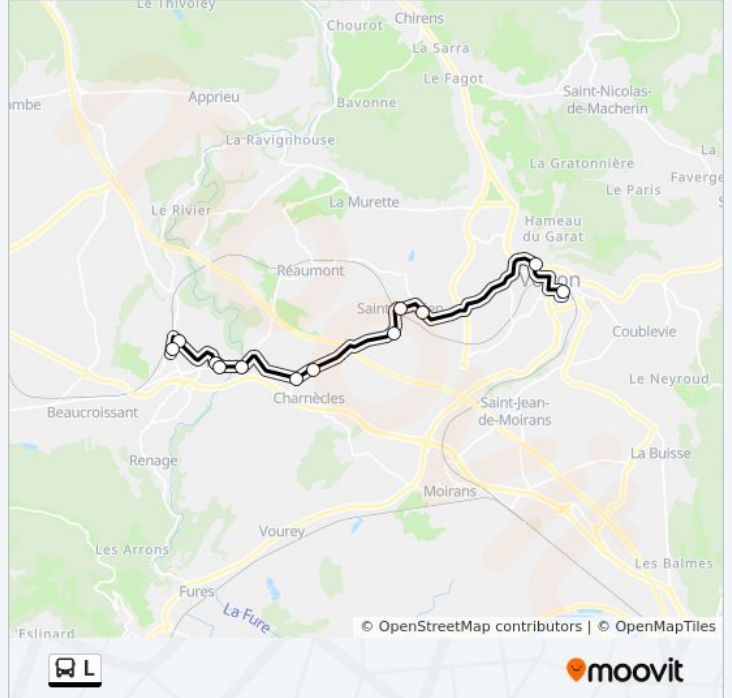 Le Thivoley
Chourot
Chirens
La Sarra
Le Fagot
Saint-Nicolas-
de-Macherin
Apprieu
Bavonne
La Ravignhouse
La Gratonnière
La
Faverge
Le Paris
La Murette
Le Rivier
Hameau
du Garat
Réaumont
Coublevie
Le Neyroud
Charnècles
Saint-Jean-
de-Moirans
Beaucroissant
La Buisse
Renage
Moirans
Vourey
Les Arrons
Les Balmes
Fures
La Fure
© OpenStreetMap contributors | © OpenMapTiles
L
moovit